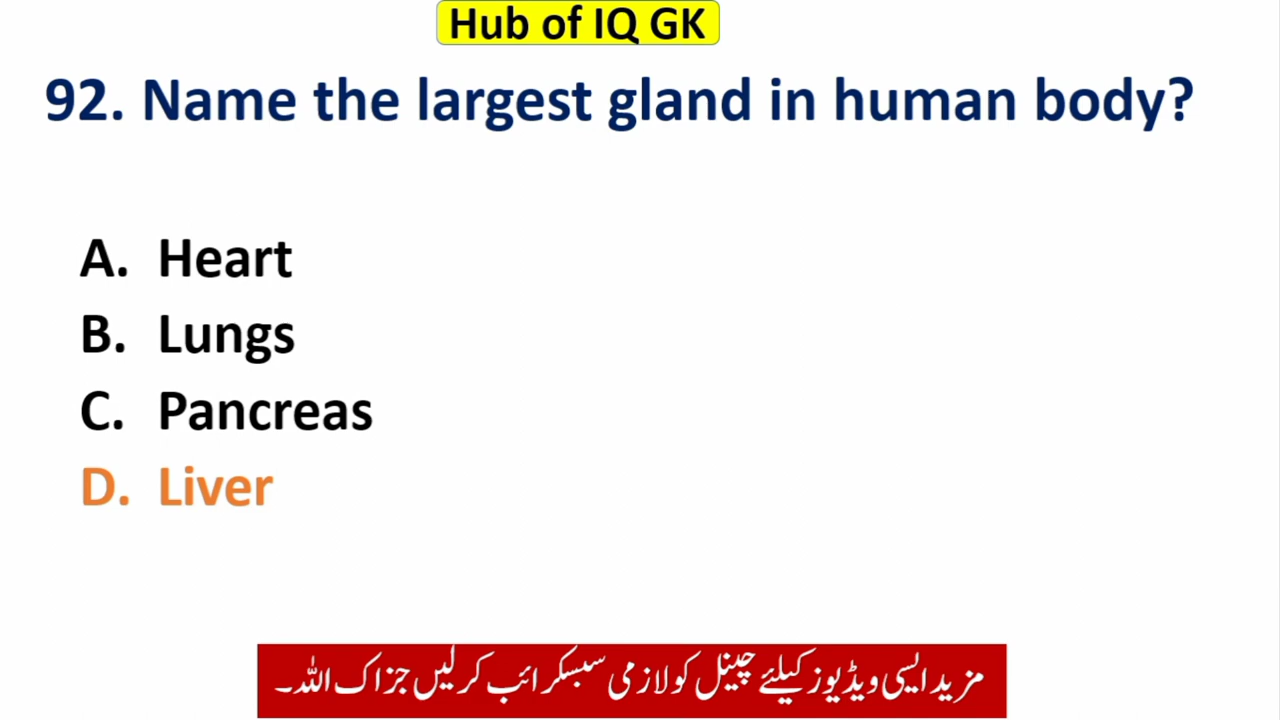 Hub of IQ GK
92. Name the largest gland in human body?
A. Heart
B. Lungs
C. Pancreas
D. Liver
مزید ایسی ویڈیوز کیلئے چینل کو لازمی سبسکرائب کر لیں جزاک اللہ۔